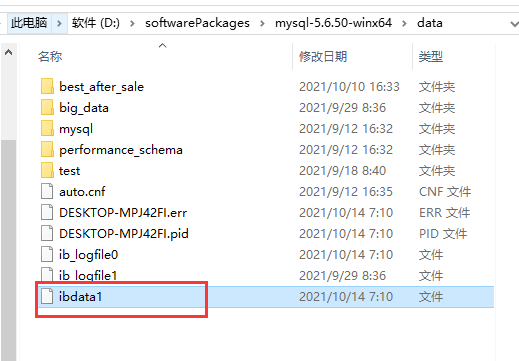 此电脑 > 软件 (D:) > softwarePackages > mysql-5.6.50-winx64 > data
名称 修改日期 类型
best_after_sale 2021/10/10 16:33 文件夹
big_data 2021/9/29 8:36 文件夹
mysql 2021/9/12 16:32 文件夹
performance_schema 2021/9/12 16:32 文件夹
test 2021/9/18 8:40 文件夹
auto.cnf 2021/9/12 16:35 CNF 文件
DESKTOP-MPJ42FI.err 2021/10/14 7:10 ERR 文件
DESKTOP-MPJ42FI.pid 2021/10/14 7:10 PID 文件
ib_logfile0 2021/10/14 7:10 文件
ib_logfile1 2021/9/29 8:36 文件
ibdata1 2021/10/14 7:10 文件